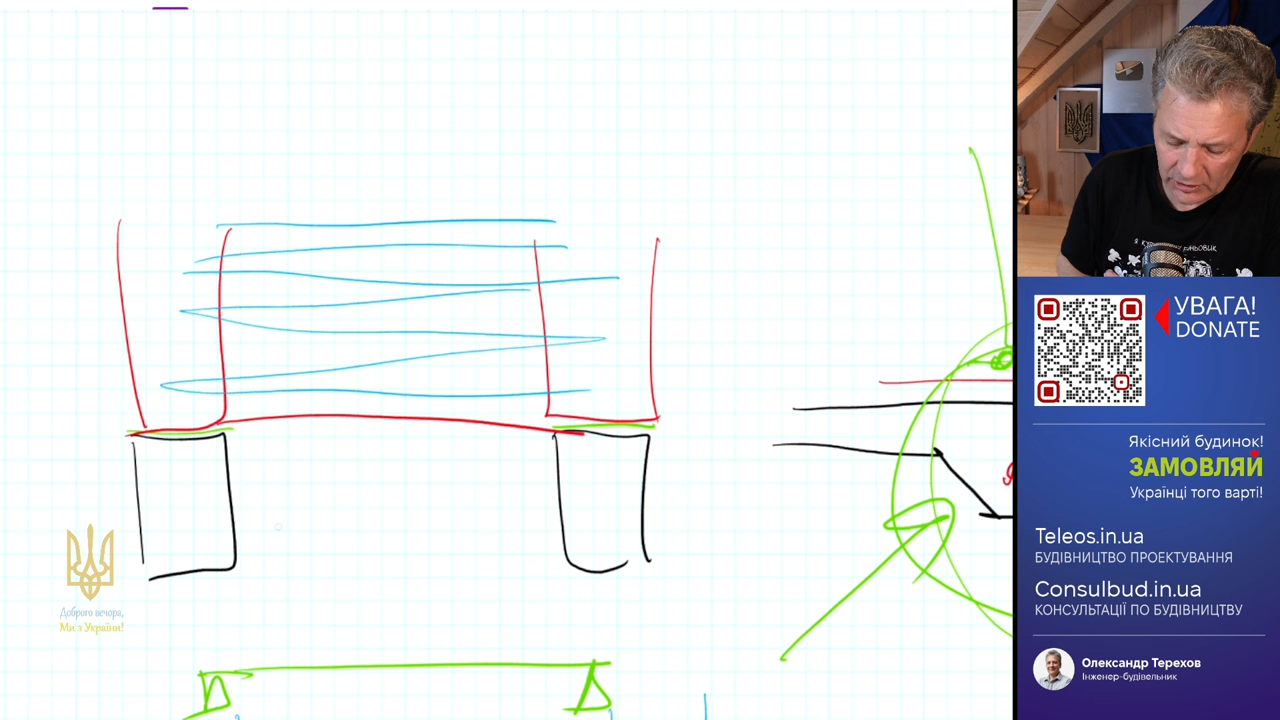 УВАГА!
DONATE
Якісний будинок!
ЗАМОВЛЯЙ
Українці того варті!
Teleos.in.ua
БУДІВНИЦТВО ПРОЕКТУВАННЯ
Consulbud.in.ua
КОНСУЛЬТАЦІЇ ПО БУДІВНИЦТВУ
Олександр Терехов
Інженер-будівельник
Доброго вечора,
Ми з України!